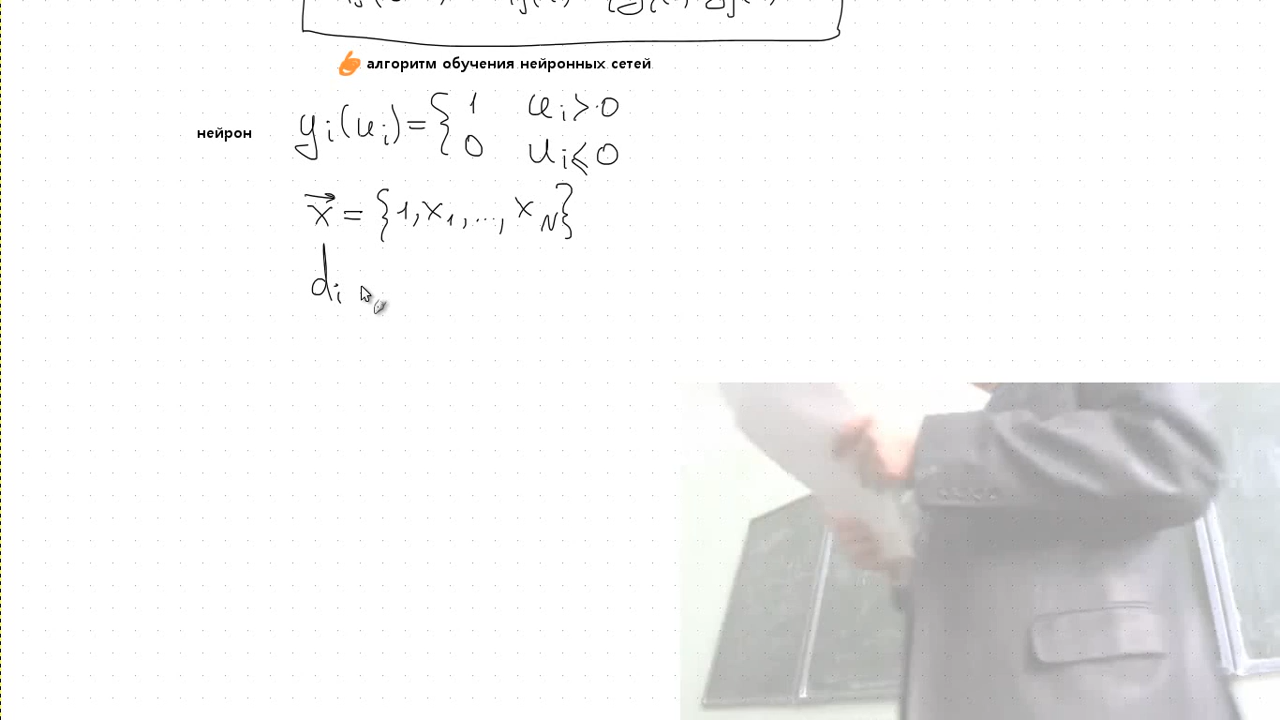 алгоритм обучения нейронных сетей
нейрон yᵢ(uᵢ) = { 1 uᵢ > 0
0 uᵢ ⩽ 0
x⃗ = {1, x₁, ..., x_N}
dᵢ